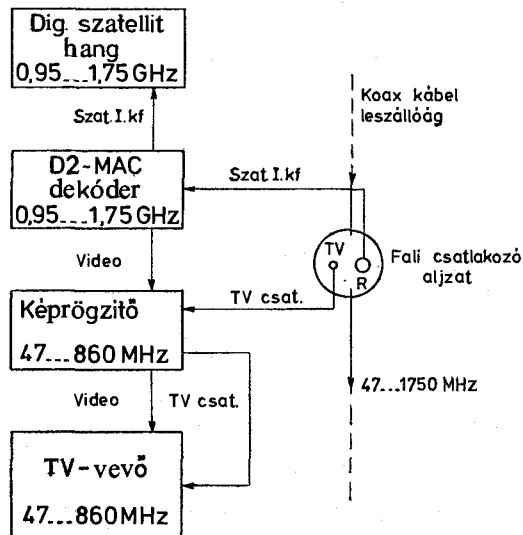 Dig. szatellit
hang
0,95...1,75 GHz
Szat.I.kf
Koax kábel
leszállóág
D2-MAC
dekóder
0,95...1,75 GHz
Szat I.kf
TV
R
Fali csatlakozó
aljzat
Video
TV csat.
Képrögzitő
47...860 MHz
47...1750 MHz
Video
TV csat.
TV-vevő
47...860MHz